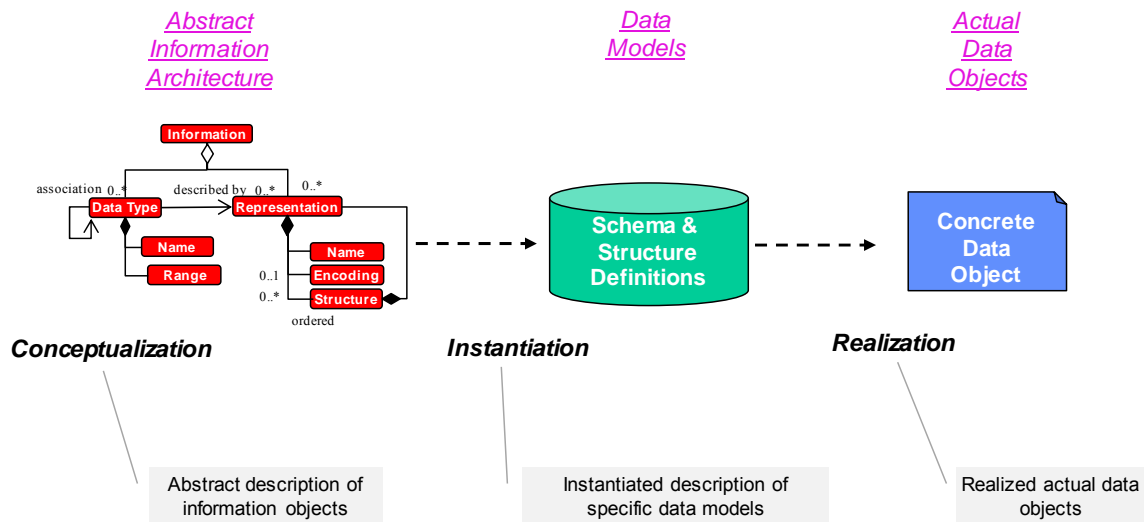 Abstract
Information
Architecture
Data
Models
Actual
Data
Objects
Information
association
0..*
described by
0..*
0..*
Data Type
Representation
Name
Range
Name
0..1
Encoding
0..*
Structure
ordered
Schema &
Structure
Definitions
Concrete
Data
Object
Conceptualization
Instantiation
Realization
Abstract description of
information objects
Instantiated description of
specific data models
Realized actual data
objects